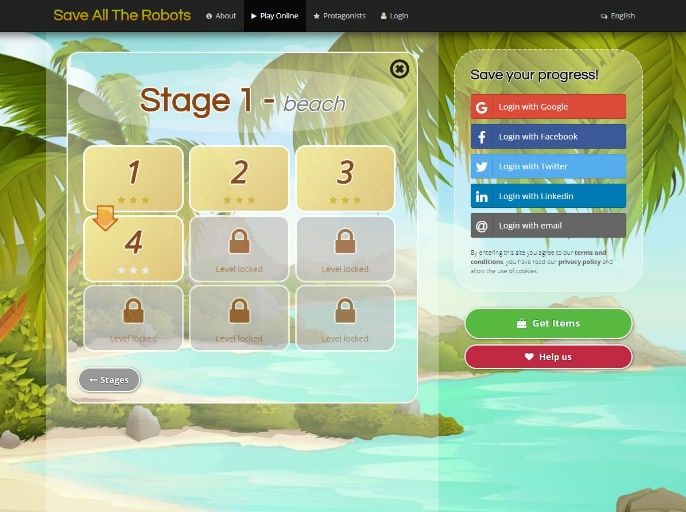 Save All The Robots
About
Play Online
Protagonists
Login
English
Stage 1 - beach
1
2
3
4
Level locked
Level locked
Level locked
Level locked
Level locked
← Stages
Save your progress!
Login with Google
Login with Facebook
Login with Twitter
Login with Linkedin
Login with email
By entering this site you agree to our terms and
conditions, you have read our privacy policy and
allow the use of cookies.
Get Items
Help us